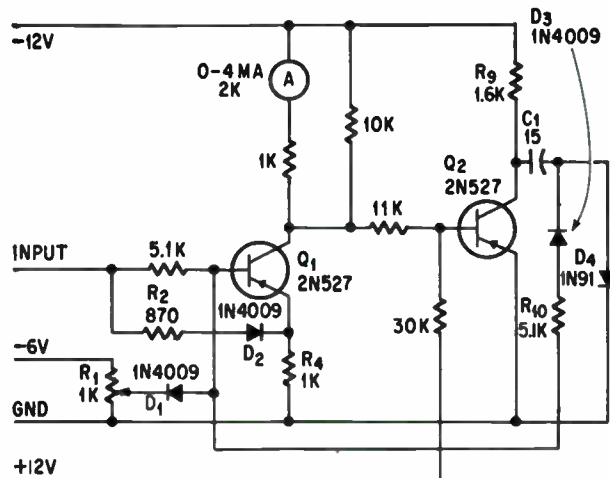 -12V
D3
1N4009
0-4 MA
2K
A
R9
1.6K
10K
C1
15
1K
Q2
2N527
11K
INPUT
5.1K
Q1
2N527
D4
1N91
R2
870
1N4009
D2
30K
R10
5.1K
-6V
R1
1K
1N4009
D1
R4
1K
GND
+12V